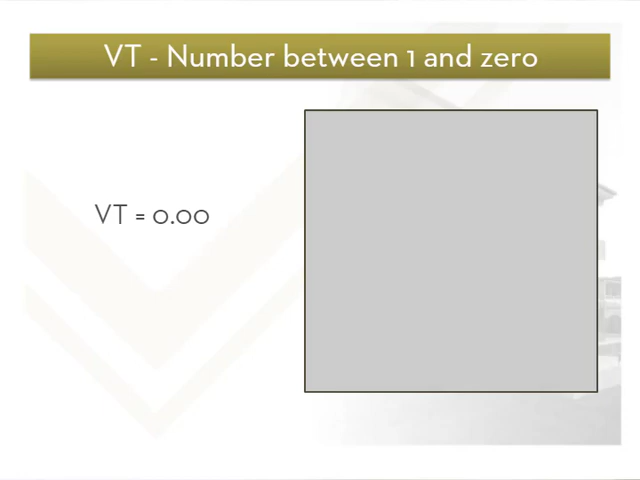 VT - Number between 1 and zero
VT = 0.00